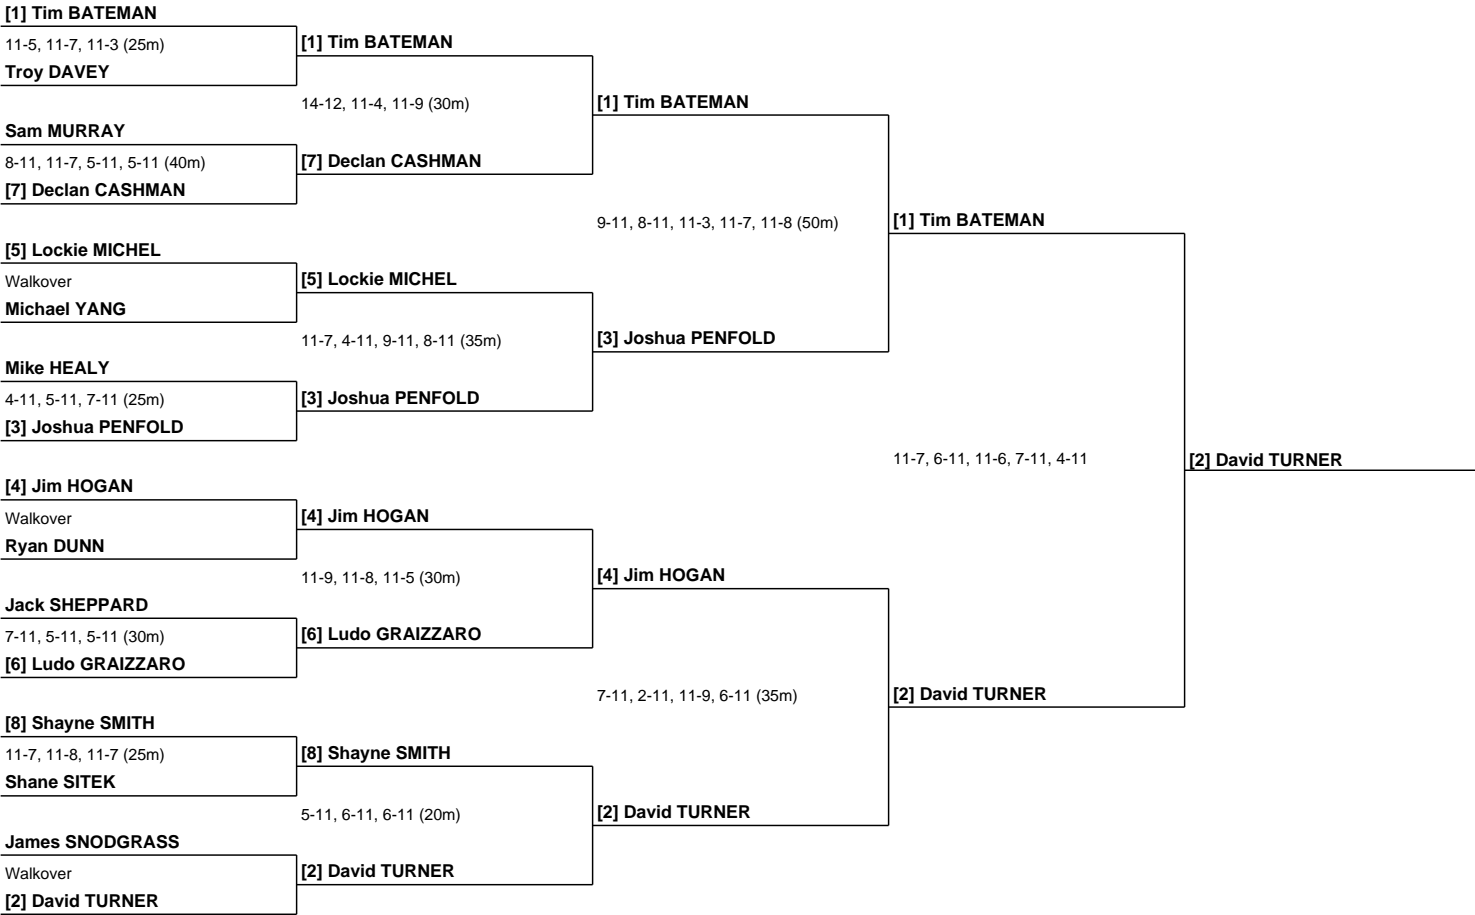 [1] Tim BATEMAN
11-5, 11-7, 11-3 (25m)
Troy DAVEY
Sam MURRAY
8-11, 11-7, 5-11, 5-11 (40m)
[7] Declan CASHMAN
[5] Lockie MICHEL
Walkover
Michael YANG
Mike HEALY
4-11, 5-11, 7-11 (25m)
[3] Joshua PENFOLD
[4] Jim HOGAN
Walkover
Ryan DUNN
Jack SHEPPARD
7-11, 5-11, 5-11 (30m)
[6] Ludo GRAIZZARO
[8] Shayne SMITH
11-7, 11-8, 11-7 (25m)
Shane SITEK
James SNODGRASS
Walkover
[2] David TURNER
[1] Tim BATEMAN
14-12, 11-4, 11-9 (30m)
[7] Declan CASHMAN
[5] Lockie MICHEL
11-7, 4-11, 9-11, 8-11 (35m)
[3] Joshua PENFOLD
[4] Jim HOGAN
11-9, 11-8, 11-5 (30m)
[6] Ludo GRAIZZARO
[8] Shayne SMITH
5-11, 6-11, 6-11 (20m)
[2] David TURNER
[1] Tim BATEMAN
9-11, 8-11, 11-3, 11-7, 11-8 (50m)
[3] Joshua PENFOLD
[4] Jim HOGAN
7-11, 2-11, 11-9, 6-11 (35m)
[2] David TURNER
[1] Tim BATEMAN
11-7, 6-11, 11-6, 7-11, 4-11
[2] David TURNER
[2] David TURNER